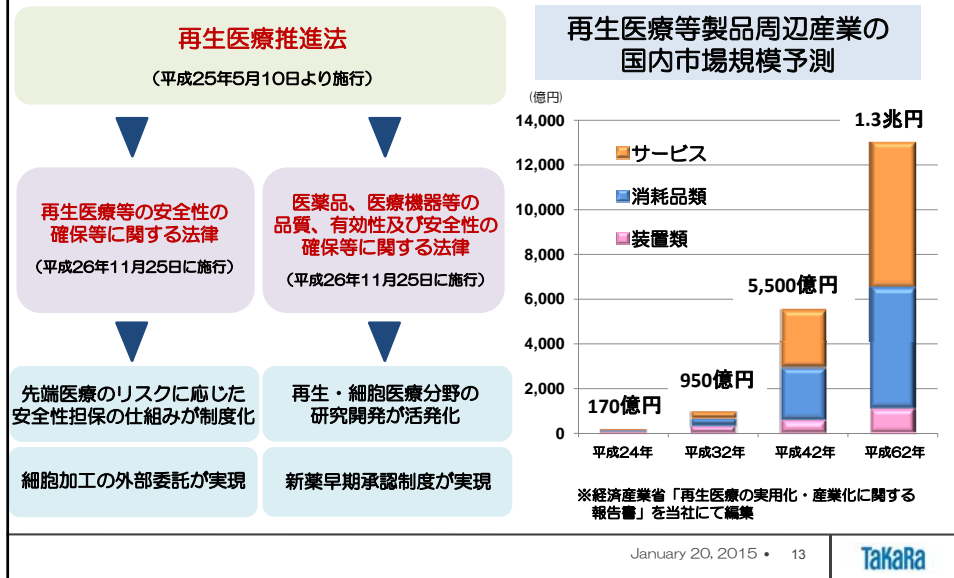 再生医療推進法
（平成25年5月10日より施行）
再生医療等の安全性の
確保等に関する法律
（平成26年11月25日に施行）
医薬品、医療機器等の
品質、有効性及び安全性の
確保等に関する法律
（平成26年11月25日に施行）
先端医療のリスクに応じた
安全性担保の仕組みが制度化
再生・細胞医療分野の
研究開発が活発化
細胞加工の外部委託が実現
新薬早期承認制度が実現
再生医療等製品周辺産業の
国内市場規模予測
（億円）
14,000
12,000
10,000
8,000
6,000
4,000
2,000
0
サービス
消耗品類
装置類
170億円
950億円
5,500億円
1.3兆円
平成24年
平成32年
平成42年
平成62年
※経済産業省「再生医療の実用化・産業化に関する
報告書」を当社にて編集
January 20, 2015 •
13
TaKaRa